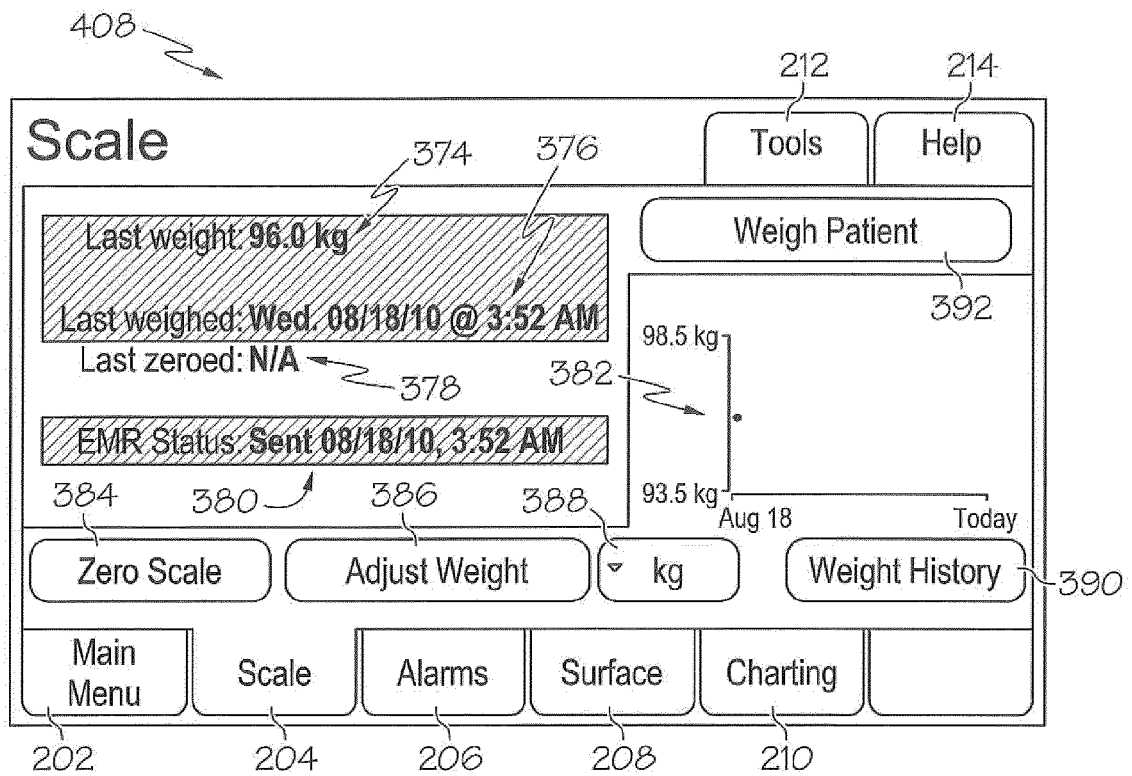 408
212
214
Scale
Tools
Help
374
376
Last weight: 96.0 kg
Weigh Patient
392
Last weighed: Wed. 08/18/10 @ 3:52 AM
98.5 kg
Last zeroed: N/A
378
382
EMR Status: Sent 08/18/10, 3:52 AM
93.5 kg
Aug 18
Today
384
380
386
388
Zero Scale
Adjust Weight
kg
Weight History
390
Main
Menu
Scale
Alarms
Surface
Charting
202
204
206
208
210